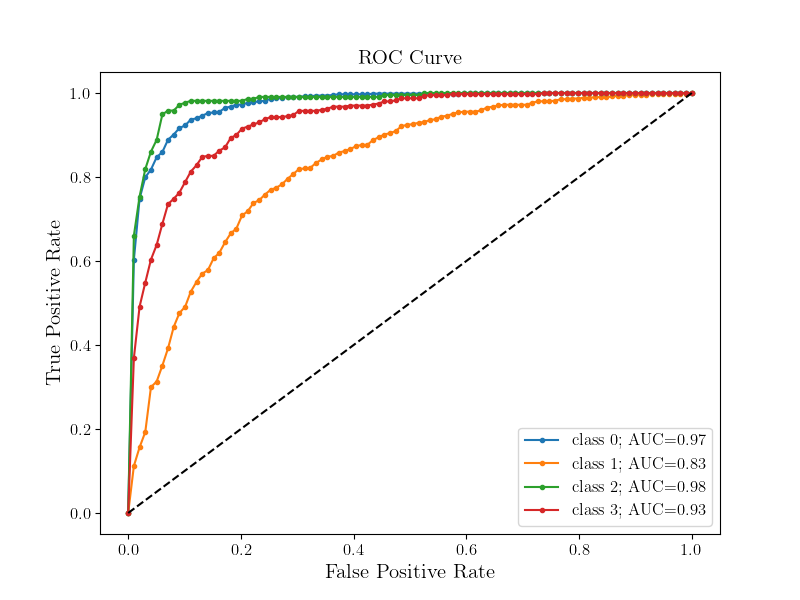 ROC Curve
True Positive Rate
1.0
0.8
0.6
0.4
0.2
0.0
0.0 0.2 0.4 0.6 0.8 1.0
False Positive Rate
class 0; AUC=0.97
class 1; AUC=0.83
class 2; AUC=0.98
class 3; AUC=0.93